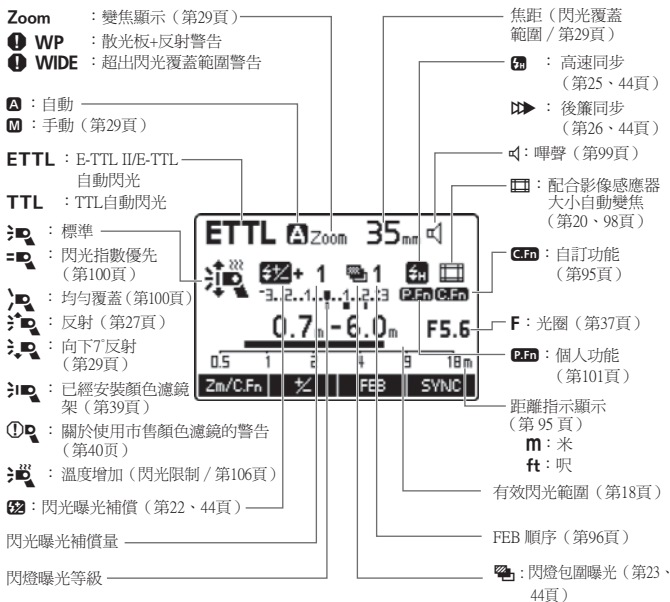 Zoom ：變焦顯示（第29頁）
WP ：散光板+反射警告
WIDE ：超出閃光覆蓋範圍警告
A ：自動
M ：手動（第29頁）
ETTL ：E-TTL II/E-TTL
自動閃光
TTL ：TTL自動閃光
：標準
：閃光指數優先
（第100頁）
：均勻覆蓋（第100頁）
：反射（第27頁）
：向下7°反射
（第29頁）
：已經安裝顏色濾鏡
架（第39頁）
：關於使用市售顏色濾鏡的警告
（第40页）
：溫度增加（閃光限制 / 第106頁）
：閃光曝光補償（第22、44頁）
閃光曝光補償量
閃燈曝光等級
ETTL A Zoom 35mm
+ 1 1 H
-3..2..1..0..1..2.:3 P.Fn C.Fn
0.7m-6.0m F5.6
0.5 1 2 4 9 18m
Zm/C.Fn +/- FEB SYNC
焦距（閃光覆蓋
範圍 / 第29頁）
H ：高速同步
（第25、44頁）
：後簾同步
（第26、44頁）
：嗶聲（第99頁）
：配合影像感應器
大小自動變焦
（第20、98頁）
C.Fn ：自訂功能
（第95頁）
F：光圈（第37頁）
P.Fn ：個人功能
（第101頁）
距離指示顯示
（第 95 頁）
m：米
ft：呎
有效閃光範圍（第18頁）
FEB 順序（第96頁）
：閃燈包圍曝光（第23、
44頁）